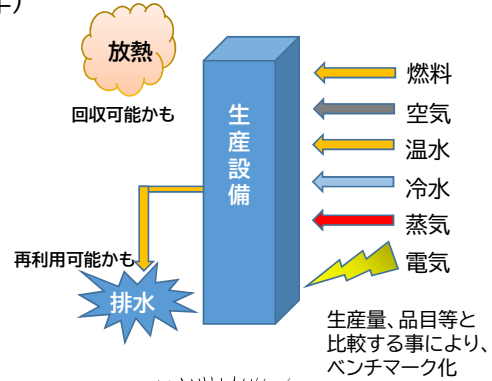 放熱
回収可能かも
生産設備
燃料
空気
温水
冷水
蒸気
電気
再利用可能かも
排水
生産量、品目等と
比較する事により、
ベンチマーク化